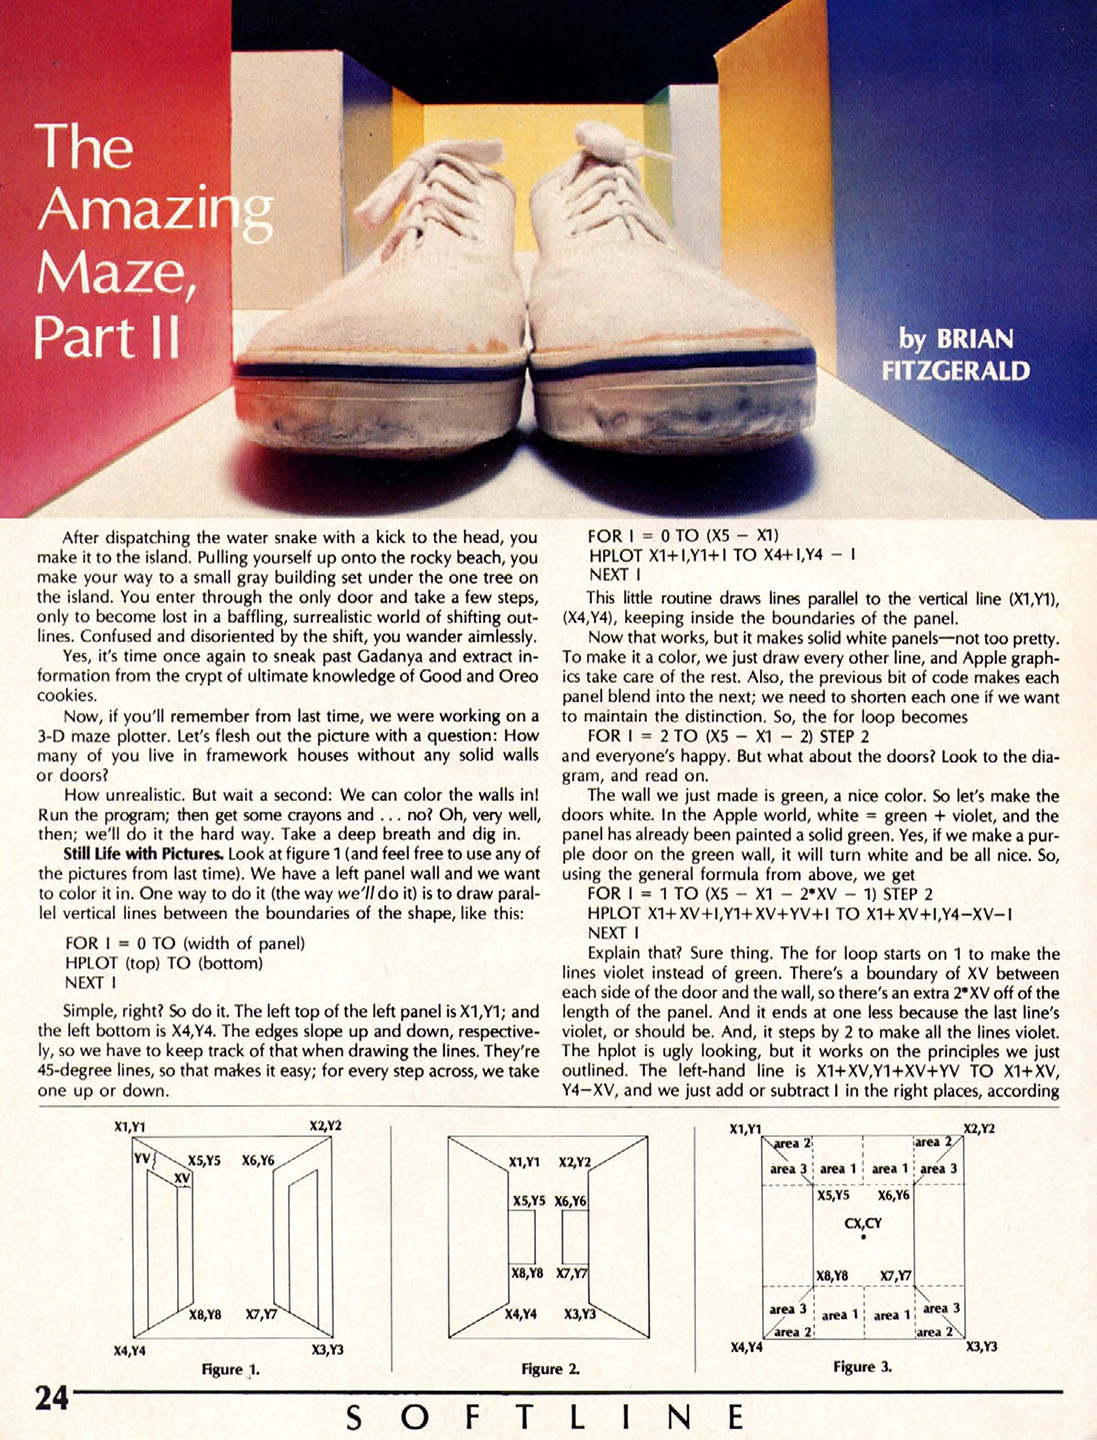 The
Amazing
Maze,
Part II
by BRIAN
FITZGERALD
After dispatching the water snake with a kick to the head, you
make it to the island. Pulling yourself up onto the rocky beach, you
make your way to a small gray building set under the one tree on
the island. You enter through the only door and take a few steps,
only to become lost in a baffling, surrealistic world of shifting out-
lines. Confused and disoriented by the shift, you wander aimlessly.
Yes, it's time once again to sneak past Gadanya and extract in-
formation from the crypt of ultimate knowledge of Good and Oreo
cookies.
Now, if you'll remember from last time, we were working on a
3-D maze plotter. Let's flesh out the picture with a question: How
many of you live in framework houses without any solid walls
or doors?
How unrealistic. But wait a second: We can color the walls in!
Run the program; then get some crayons and . . . no? Oh, very well,
then; we'll do it the hard way. Take a deep breath and dig in.
Still Life with Pictures. Look at figure 1 (and feel free to use any of
the pictures from last time). We have a left panel wall and we want
to color it in. One way to do it (the way we'll do it) is to draw paral-
lel vertical lines between the boundaries of the shape, like this:
FOR I = 0 TO (width of panel)
HPLOT (top) TO (bottom)
NEXT I
Simple, right? So do it. The left top of the left panel is X1,Y1; and
the left bottom is X4,Y4. The edges slope up and down, respective-
ly, so we have to keep track of that when drawing the lines. They're
45-degree lines, so that makes it easy; for every step across, we take
one up or down.
FOR I = 0 TO (X5 − X1)
HPLOT X1+I,Y1+I TO X4+I,Y4 − I
NEXT I
This little routine draws lines parallel to the vertical line (X1,Y1),
(X4,Y4), keeping inside the boundaries of the panel.
Now that works, but it makes solid white panels—not too pretty.
To make it a color, we just draw every other line, and Apple graph-
ics take care of the rest. Also, the previous bit of code makes each
panel blend into the next; we need to shorten each one if we want
to maintain the distinction. So, the for loop becomes
FOR I = 2 TO (X5 − X1 − 2) STEP 2
and everyone's happy. But what about the doors? Look to the dia-
gram, and read on.
The wall we just made is green, a nice color. So let's make the
doors white. In the Apple world, white = green + violet, and the
panel has already been painted a solid green. Yes, if we make a pur-
ple door on the green wall, it will turn white and be all nice. So,
using the general formula from above, we get
FOR I = 1 TO (X5 − X1 − 2*XV − 1) STEP 2
HPLOT X1+XV+I,Y1+XV+YV+I TO X1+XV+I,Y4−XV−I
NEXT I
Explain that? Sure thing. The for loop starts on 1 to make the
lines violet instead of green. There's a boundary of XV between
each side of the door and the wall, so there's an extra 2*XV off of the
length of the panel. And it ends at one less because the last line's
violet, or should be. And, it steps by 2 to make all the lines violet.
The hplot is ugly looking, but it works on the principles we just
outlined. The left-hand line is X1+XV,Y1+XV+YV TO X1+XV,
Y4−XV, and we just add or subtract I in the right places, according
X1,Y1 X2,Y2
YV X5,Y5 X6,Y6
XV
X8,Y8 X7,Y7
X4,Y4 X3,Y3
Figure 1.
X1,Y1 X2,Y2
X5,Y5 X6,Y6
X8,Y8 X7,Y7
X4,Y4 X3,Y3
Figure 2.
X1,Y1 X2,Y2
area 2 area 2
area 3 area 1 area 1 area 3
X5,Y5 X6,Y6
CX,CY
X8,Y8 X7,Y7
area 3 area 1 area 1 area 3
area 2 area 2
X4,Y4 X3,Y3
Figure 3.
24
SOFTLINE